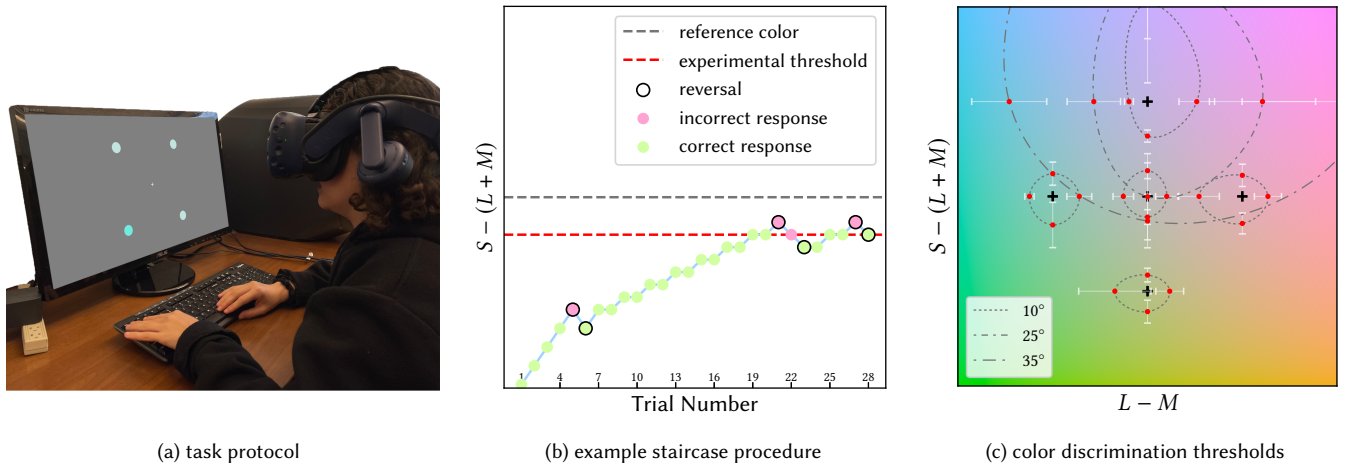 reference color
experimental threshold
reversal
incorrect response
correct response
S − (L + M)
1 4 7 10 13 16 19 22 25 28
Trial Number
S − (L + M)
10°
25°
35°
L − M
(a) task protocol
(b) example staircase procedure
(c) color discrimination thresholds